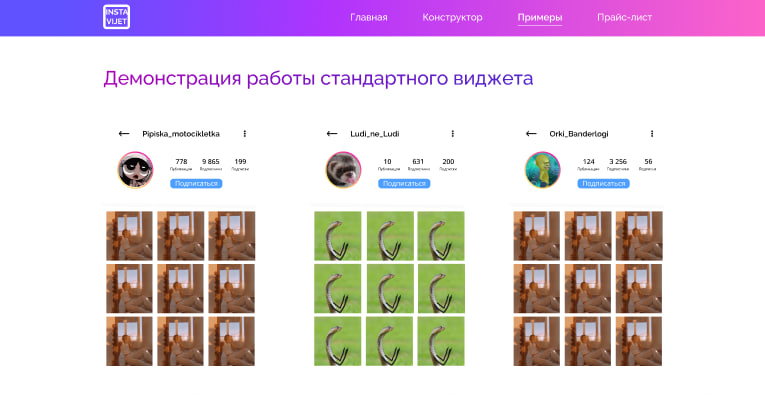 INSTA
VIJET
Главная
Конструктор
Примеры
Прайс-лист
Демонстрация работы стандартного виджета
Pipiska_motocikletka
778
9 865
199
Публикации
Подписчики
Подписки
Подписаться
Ludi_ne_Ludi
10
631
200
Публикации
Подписчики
Подписки
Подписаться
Orki_Banderlogi
124
3 256
56
Публикации
Подписчики
Подписки
Подписаться